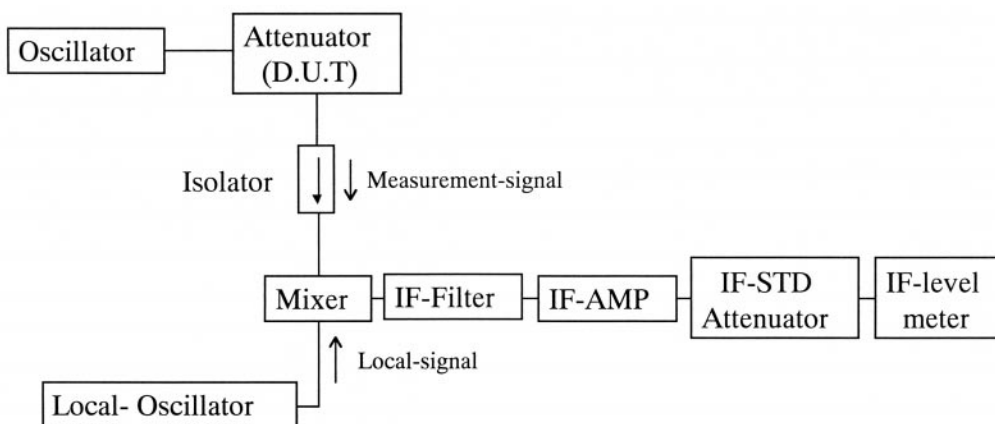 Oscillator
Attenuator
(D.U.T)
Isolator
Measurement-signal
Mixer
IF-Filter
IF-AMP
IF-STD
Attenuator
IF-level
meter
Local-signal
Local- Oscillator